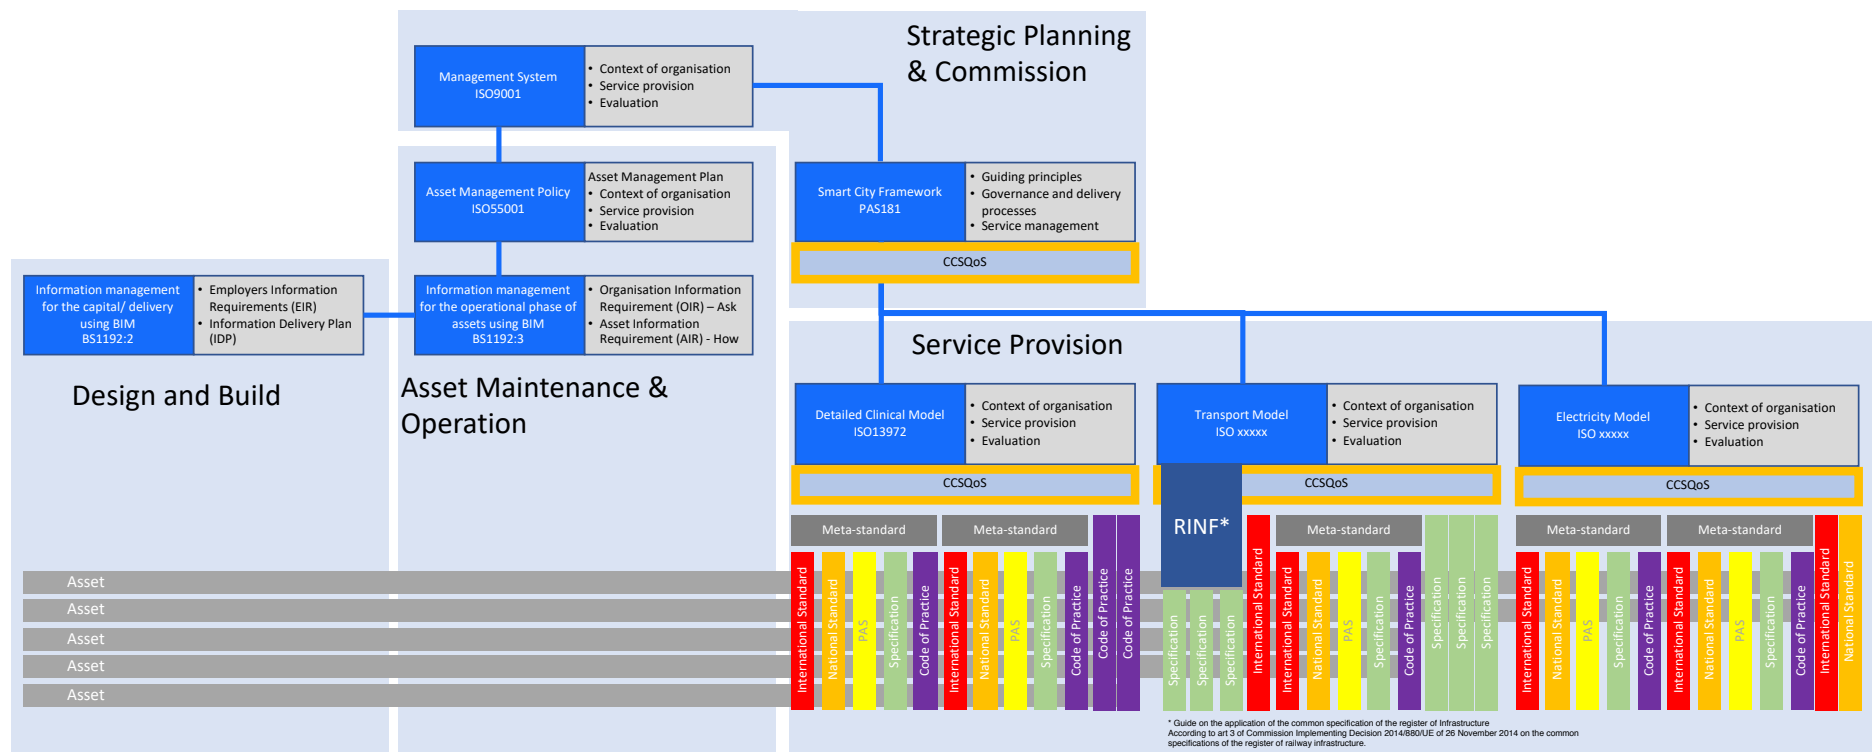 Strategic Planning
& Commission
Management System
ISO9001
• Context of organisation
• Service provision
• Evaluation
Asset Management Policy
ISO55001
Asset Management Plan
• Context of organisation
• Service provision
• Evaluation
Smart City Framework
PAS181
• Guiding principles
• Governance and delivery
processes
• Service management
CCSQoS
Information management
for the capital/ delivery
using BIM
BS1192:2
• Employers Information
Requirements (EIR)
• Information Delivery Plan
(IDP)
Information management
for the operational phase of
assets using BIM
BS1192:3
• Organisation Information
Requirement (OIR) – Ask
• Asset Information
Requirement (AIR) - How
Design and Build
Asset Maintenance &
Operation
Service Provision
Detailed Clinical Model
ISO13972
• Context of organisation
• Service provision
• Evaluation
Transport Model
ISO xxxxx
• Context of organisation
• Service provision
• Evaluation
Electricity Model
ISO xxxxx
• Context of organisation
• Service provision
• Evaluation
CCSQoS
CCSQoS
CCSQoS
Meta-standard
Meta-standard
RINF*
Meta-standard
Meta-standard
Meta-standard
Asset
Asset
Asset
Asset
Asset
International Standard
National Standard
PAS
Specification
Code of Practice
International Standard
National Standard
PAS
Specification
Code of Practice
Code of Practice
Code of Practice
Specification
Specification
Specification
International Standard
International Standard
National Standard
PAS
Specification
Code of Practice
Specification
Specification
Specification
International Standard
National Standard
PAS
Specification
Code of Practice
International Standard
National Standard
PAS
Specification
Code of Practice
International Standard
National Standard
* Guide on the application of the common specification of the register of Infrastructure
According to art 3 of Commission Implementing Decision 2014/880/UE of 26 November 2014 on the common
specifications of the register of railway infrastructure.